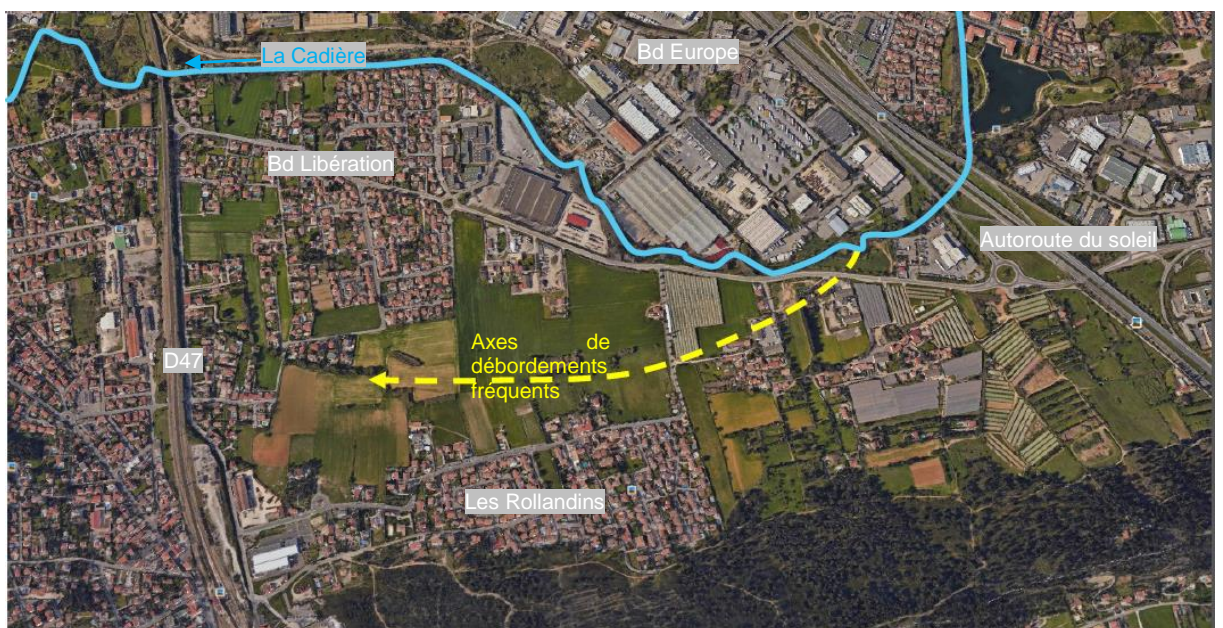 La Cadière
Bd Europe
Bd Libération
Autoroute du soleil
Axes de
débordements
fréquents
D47
Les Rollandins